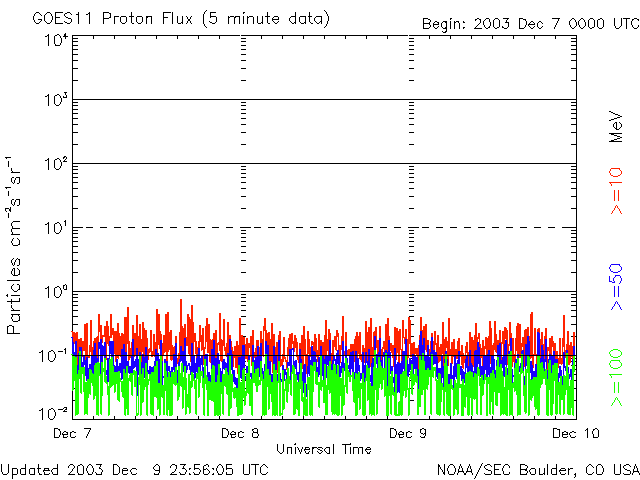 GOES11 Proton Flux (5 minute data)
Begin: 2003 Dec 7 0000 UTC
10⁴
10³
10²
10¹
10⁰
10⁻¹
10⁻²
Particles cm⁻²s⁻¹sr⁻¹
MeV
>=10
>=50
>=100
Dec 7
Dec 8
Dec 9
Dec 10
Universal Time
Updated 2003 Dec 9 23:56:05 UTC
NOAA/SEC Boulder, CO USA